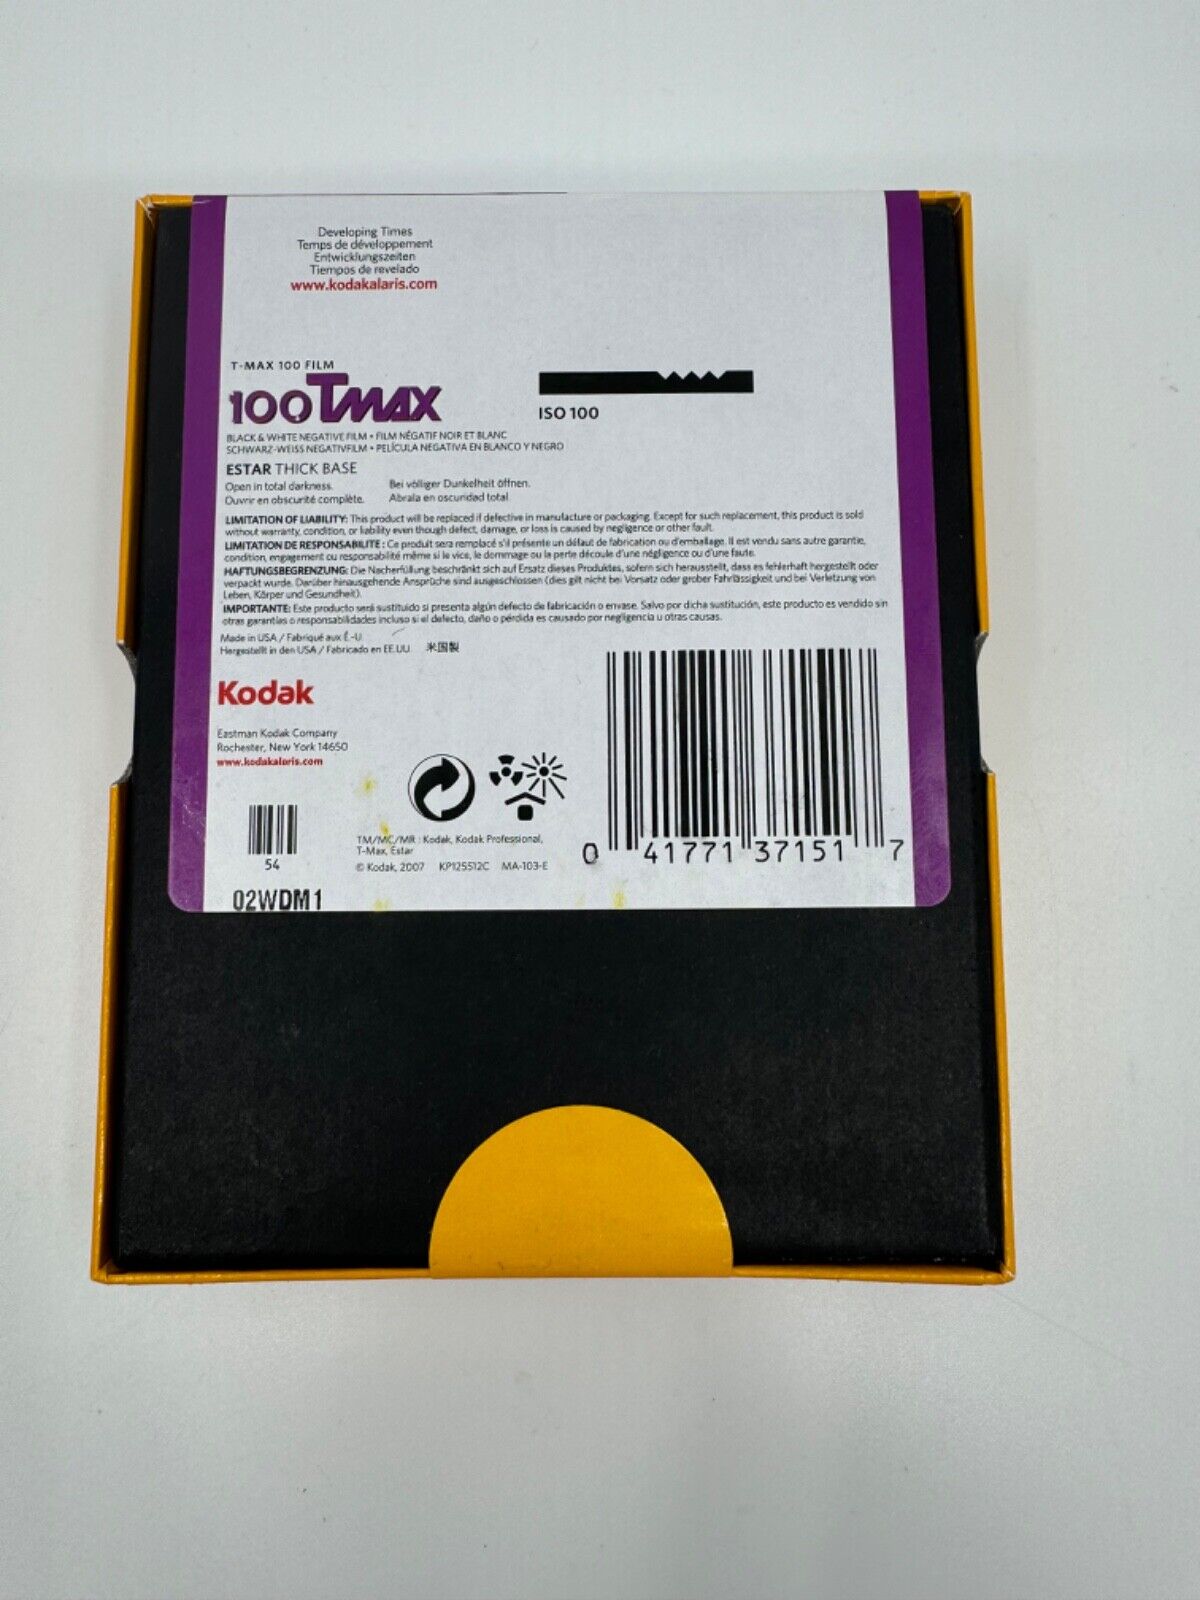 Developing Times
Temps de développement
Entwicklungszeiten
Tiempos de revelado
www.kodakalaris.com
T-MAX 100 FILM
100TMAX
ISO 100
BLACK & WHITE NEGATIVE FILM • FILM NÉGATIF NOIR ET BLANC
SCHWARZ-WEISS NEGATIVFILM • PELÍCULA NEGATIVA EN BLANCO Y NEGRO
ESTAR THICK BASE
Open in total darkness. Bei völliger Dunkelheit öffnen.
Ouvrir en obscurité complète. Abrala en oscuridad total
LIMITATION OF LIABILITY: This product will be replaced if defective in manufacture or packaging. Except for such replacement, this product is sold
without warranty, condition, or liability even though defect, damage, or loss is caused by negligence or other fault.
LIMITATION DE RESPONSABILITE : Ce produit sera remplacé s'il présente un défaut de fabrication ou d'emballage. Il est vendu sans autre garantie,
condition, engagement ou responsabilité même si le vice, le dommage ou la perte découle d'une négligence ou d'une faute.
HAFTUNGSBEGRENZUNG: Die Nacherfüllung beschränkt sich auf Ersatz dieses Produktes, sofern sich herausstellt, dass es fehlerhaft hergestellt oder
verpackt wurde. Darüber hinausgehende Ansprüche sind ausgeschlossen (dies gilt nicht bei Vorsatz oder grober Fahrlässigkeit und bei Verletzung von
Leben, Körper und Gesundheit).
IMPORTANTE: Este producto será sustituido si presenta algún defecto de fabricación o envase. Salvo por dicha sustitución, este producto es vendido sin
otras garantías o responsabilidades incluso si el defecto, daño o pérdida es causado por negligencia u otras causas.
Made in USA / Fabriqué aux É.-U
Hergestellt in den USA / Fabricado en EE.UU. 米国製
Kodak
Eastman Kodak Company
Rochester, New York 14650
www.kodakalaris.com
54
TM/MC/MR : Kodak, Kodak Professional,
T-Max, Estar
© Kodak, 2007 KP125512C MA-103-E
0 41771 37151 7
02WDM1